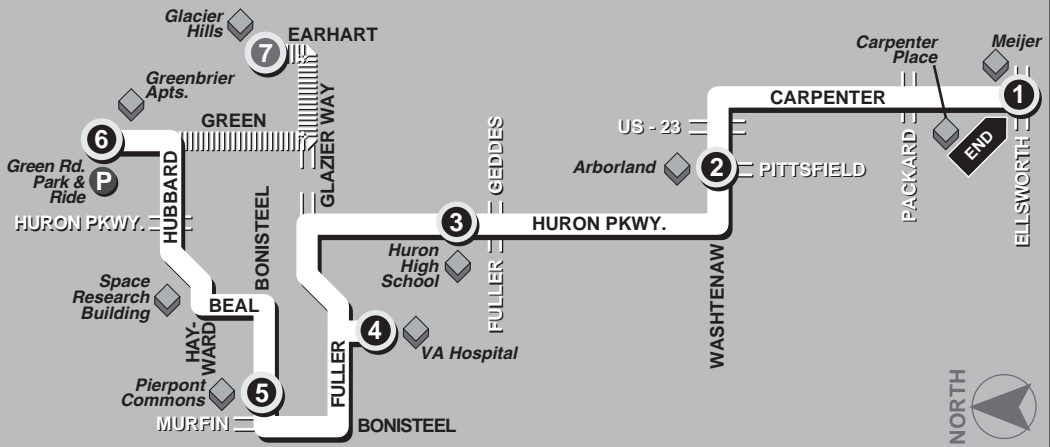 Glacier
Hills
7
EARHART
Greenbrier
Apts.
GREEN
GLAZIER WAY
6
Green Rd.
Park &
Ride
P
HUBBARD
HURON PKWY.
Space
Research
Building
BEAL
HAY-
WARD
BONISTEEL
Pierpont
Commons
5
MURFIN
BONISTEEL
FULLER
4
VA Hospital
3
Huron
High
School
GEDDES
FULLER
HURON PKWY.
US - 23
Arborland
2
PITTSFIELD
WASHTENAW
CARPENTER
Carpenter
Place
PACKARD
Meijer
1
END
ELLSWORTH
NORTH